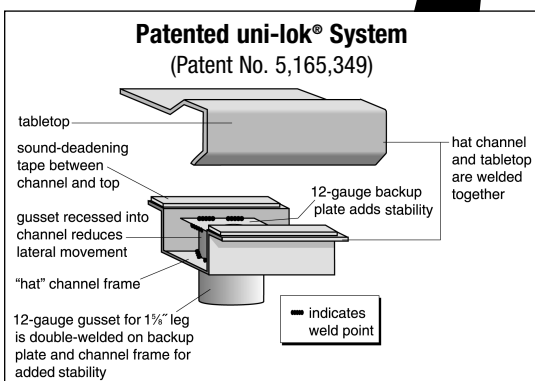 Patented uni-lok® System
(Patent No. 5,165,349)
tabletop
sound-deadening
tape between
channel and top
gusset recessed into
channel reduces
lateral movement
“hat” channel frame
12-gauge gusset for 1⅝˝ leg
is double-welded on backup
plate and channel frame for
added stability
12-gauge backup
plate adds stability
hat channel
and tabletop
are welded
together
indicates
weld point